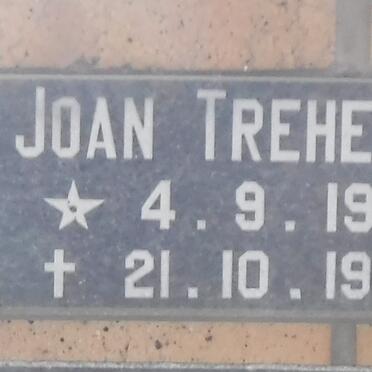 JOAN TREHE
★ 4.9.19
✝ 21.10.19